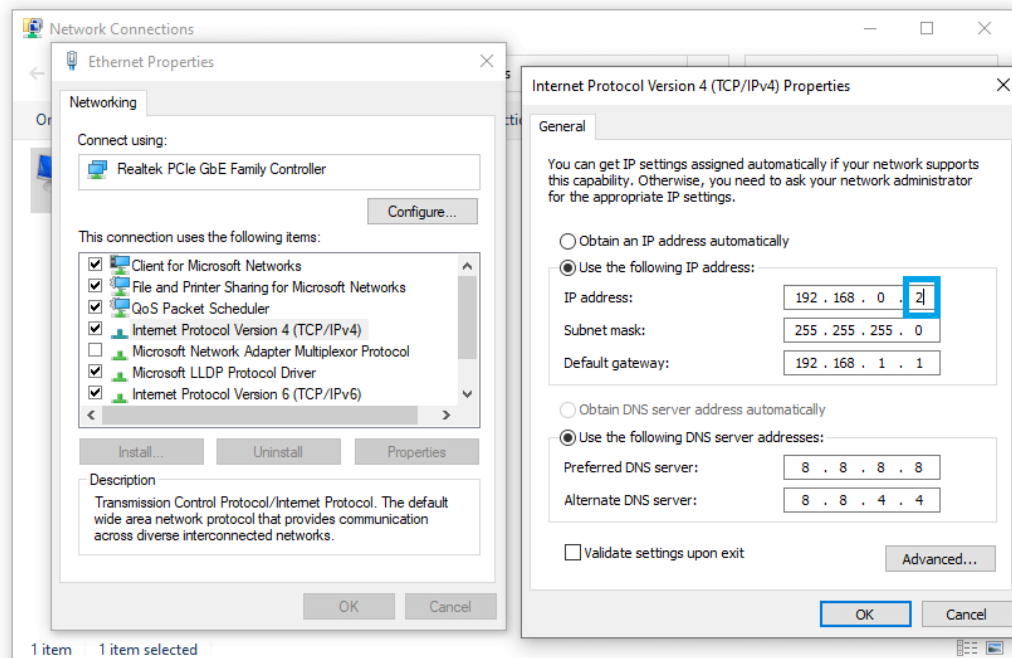 Network Connections
Ethernet Properties
Networking
Connect using:
Realtek PCIe GbE Family Controller
Configure...
This connection uses the following items:
Client for Microsoft Networks
File and Printer Sharing for Microsoft Networks
QoS Packet Scheduler
Internet Protocol Version 4 (TCP/IPv4)
Microsoft Network Adapter Multiplexor Protocol
Microsoft LLDP Protocol Driver
Internet Protocol Version 6 (TCP/IPv6)
Install...
Uninstall
Properties
Description
Transmission Control Protocol/Internet Protocol. The default
wide area network protocol that provides communication
across diverse interconnected networks.
OK
Cancel
Internet Protocol Version 4 (TCP/IPv4) Properties
General
You can get IP settings assigned automatically if your network supports
this capability. Otherwise, you need to ask your network administrator
for the appropriate IP settings.
Obtain an IP address automatically
Use the following IP address:
IP address: 192 . 168 . 0 . 2
Subnet mask: 255 . 255 . 255 . 0
Default gateway: 192 . 168 . 1 . 1
Obtain DNS server address automatically
Use the following DNS server addresses:
Preferred DNS server: 8 . 8 . 8 . 8
Alternate DNS server: 8 . 8 . 4 . 4
Validate settings upon exit
Advanced...
OK
Cancel
1 item
1 item selected